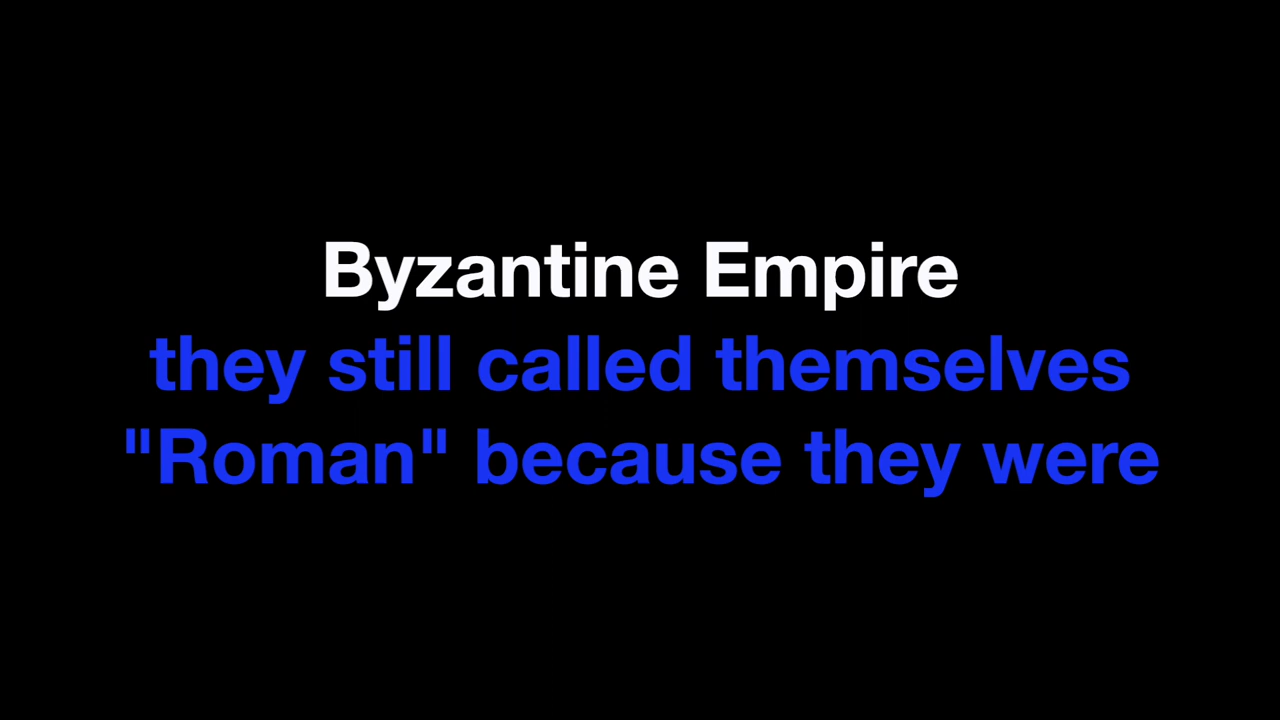 Byzantine Empire
they still called themselves
"Roman" because they were